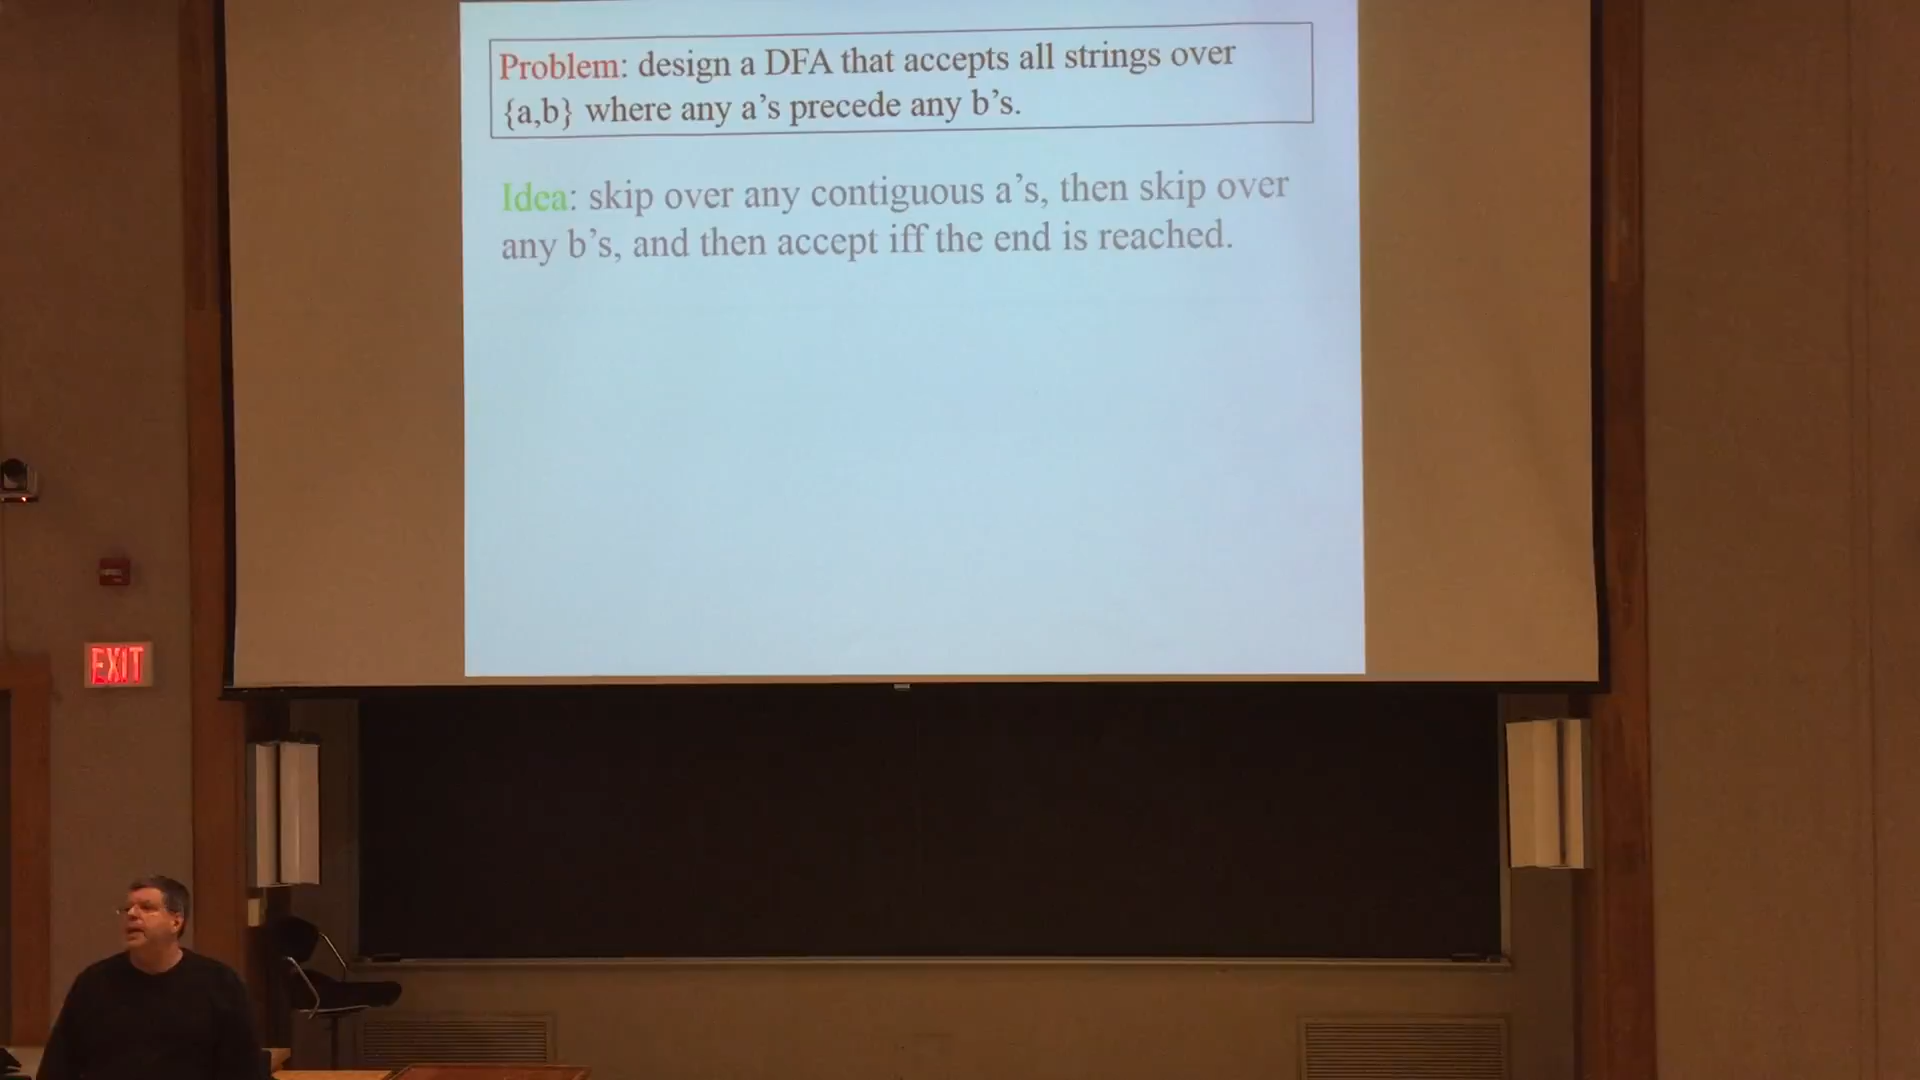 Problem: design a DFA that accepts all strings over
{a,b} where any a's precede any b's.
Idea: skip over any contiguous a's, then skip over
any b's, and then accept iff the end is reached.
EXIT